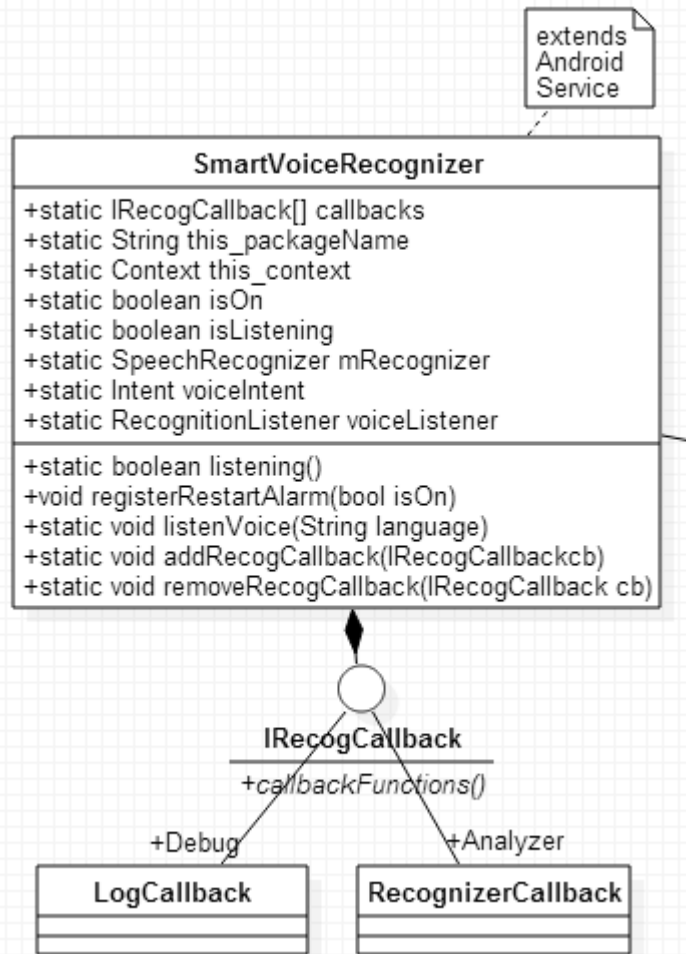 extends
Android
Service
SmartVoiceRecognizer
+static IRecogCallback[] callbacks
+static String this_packageName
+static Context this_context
+static boolean isOn
+static boolean isListening
+static SpeechRecognizer mRecognizer
+static Intent voiceIntent
+static RecognitionListener voiceListener
+static boolean listening()
+void registerRestartAlarm(bool isOn)
+static void listenVoice(String language)
+static void addRecogCallback(IRecogCallbackcb)
+static void removeRecogCallback(IRecogCallback cb)
IRecogCallback
+callbackFunctions()
+Debug
+Analyzer
LogCallback
RecognizerCallback